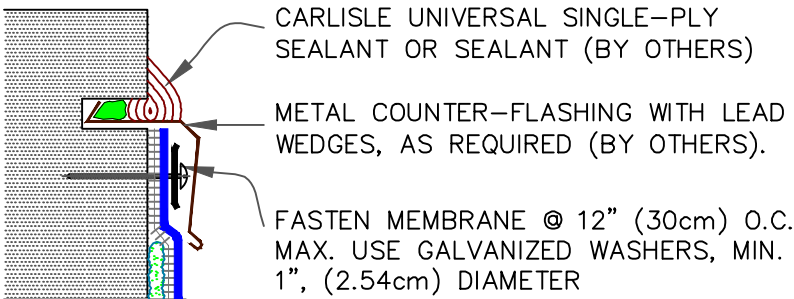 CARLISLE UNIVERSAL SINGLE–PLY
SEALANT OR SEALANT (BY OTHERS)
METAL COUNTER–FLASHING WITH LEAD
WEDGES, AS REQUIRED (BY OTHERS).
FASTEN MEMBRANE @ 12" (30cm) O.C.
MAX. USE GALVANIZED WASHERS, MIN.
1", (2.54cm) DIAMETER